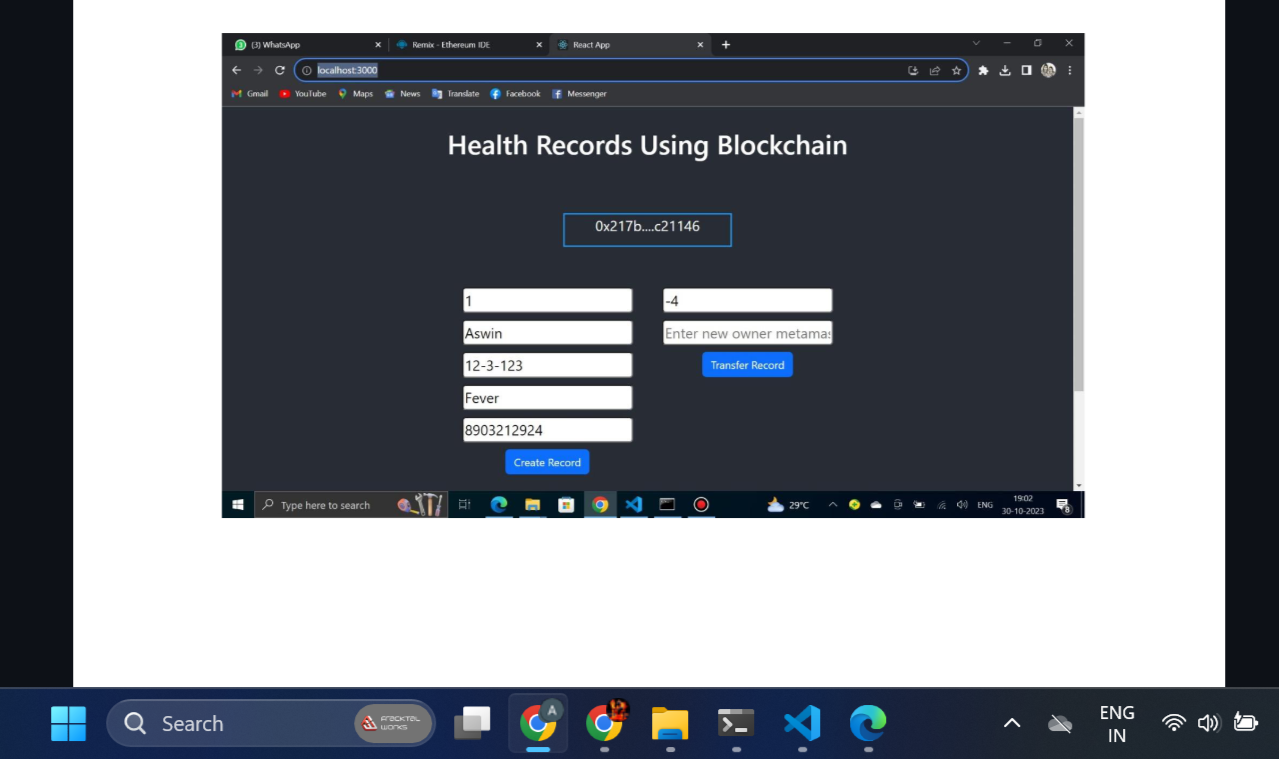 (3) WhatsApp
Remix - Ethereum IDE
React App
localhost:3000
Gmail
YouTube
Maps
News
Translate
Facebook
Messenger
Health Records Using Blockchain
0x217b....c21146
1
-4
Aswin
Enter new owner metamas
12-3-123
Transfer Record
Fever
8903212924
Create Record
Type here to search
29°C
ENG
19:02
30-10-2023
8
Search
FRACKTAL
WORKS
A
ENG
IN